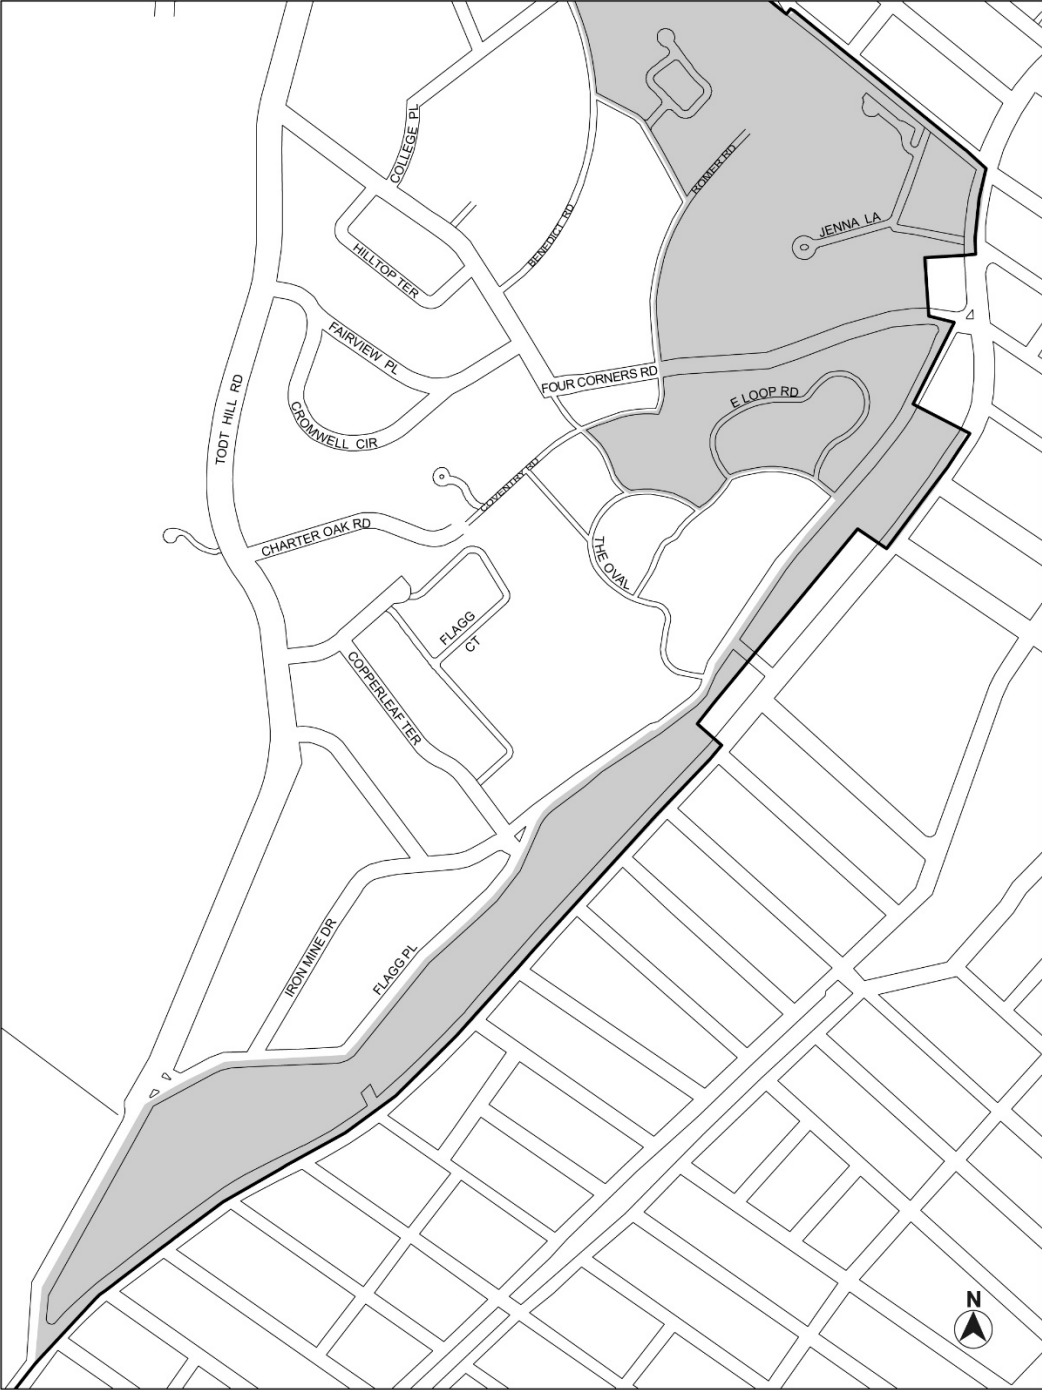 COLLEGE PL
ROMER RD
BENEDICT RD
JENNA LA
HILLTOP TER
FAIRVIEW PL
FOUR CORNERS RD
E LOOP RD
TODT HILL RD
CROMWELL CIR
COVENTRY RD
CHARTER OAK RD
THE OVAL
FLAGG
CT
COPPERLEAF TER
IRON MINE DR
FLAGG PL
N